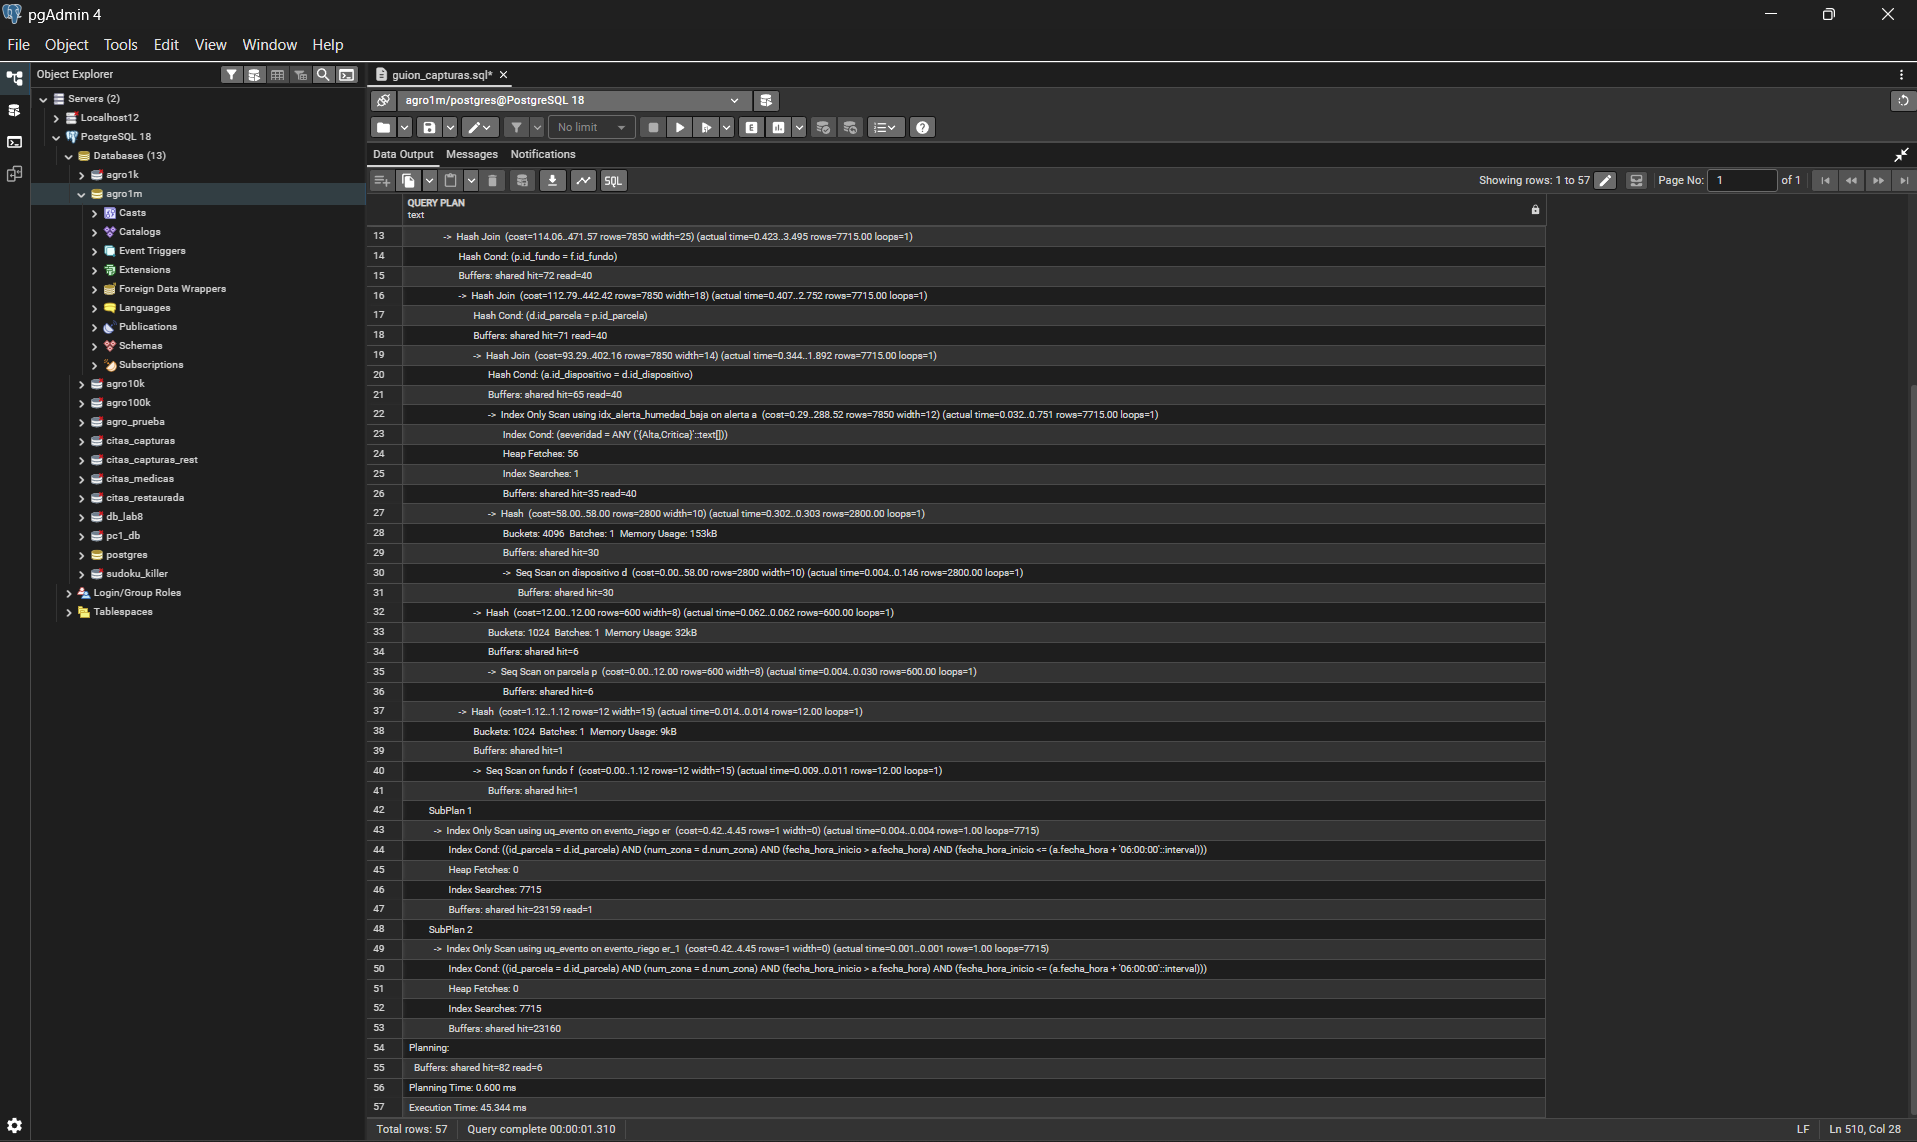 pgAdmin 4
File Object Tools Edit View Window Help
Object Explorer
guion_capturas.sql*
Servers (2)
Localhost12
PostgreSQL 18
Databases (13)
agro1k
agro1m
Casts
Catalogs
Event Triggers
Extensions
Foreign Data Wrappers
Languages
Publications
Schemas
Subscriptions
agro10k
agro100k
agro_prueba
citas_capturas
citas_capturas_rest
citas_medicas
citas_restaurada
db_lab8
pc1_db
postgres
sudoku_killer
Login/Group Roles
Tablespaces
agro1m/postgres@PostgreSQL 18
No limit
E
Data Output Messages Notifications
SQL
Showing rows: 1 to 57
Page No: 1 of 1
QUERY PLAN
text
13 -> Hash Join (cost=114.06..471.57 rows=7850 width=25) (actual time=0.423..3.495 rows=7715.00 loops=1)
14 Hash Cond: (p.id_fundo = f.id_fundo)
15 Buffers: shared hit=72 read=40
16 -> Hash Join (cost=112.79..442.42 rows=7850 width=18) (actual time=0.407..2.752 rows=7715.00 loops=1)
17 Hash Cond: (d.id_parcela = p.id_parcela)
18 Buffers: shared hit=71 read=40
19 -> Hash Join (cost=93.29..402.16 rows=7850 width=14) (actual time=0.344..1.892 rows=7715.00 loops=1)
20 Hash Cond: (a.id_dispositivo = d.id_dispositivo)
21 Buffers: shared hit=65 read=40
22 -> Index Only Scan using idx_alerta_humedad_baja on alerta a (cost=0.29..288.52 rows=7850 width=12) (actual time=0.032..0.751 rows=7715.00 loops=1)
23 Index Cond: (severidad = ANY ('{Alta,Critica}'::text[]))
24 Heap Fetches: 56
25 Index Searches: 1
26 Buffers: shared hit=35 read=40
27 -> Hash (cost=58.00..58.00 rows=2800 width=10) (actual time=0.302..0.303 rows=2800.00 loops=1)
28 Buckets: 4096 Batches: 1 Memory Usage: 153kB
29 Buffers: shared hit=30
30 -> Seq Scan on dispositivo d (cost=0.00..58.00 rows=2800 width=10) (actual time=0.004..0.146 rows=2800.00 loops=1)
31 Buffers: shared hit=30
32 -> Hash (cost=12.00..12.00 rows=600 width=8) (actual time=0.062..0.062 rows=600.00 loops=1)
33 Buckets: 1024 Batches: 1 Memory Usage: 32kB
34 Buffers: shared hit=6
35 -> Seq Scan on parcela p (cost=0.00..12.00 rows=600 width=8) (actual time=0.004..0.030 rows=600.00 loops=1)
36 Buffers: shared hit=6
37 -> Hash (cost=1.12..1.12 rows=12 width=15) (actual time=0.014..0.014 rows=12.00 loops=1)
38 Buckets: 1024 Batches: 1 Memory Usage: 9kB
39 Buffers: shared hit=1
40 -> Seq Scan on fundo f (cost=0.00..1.12 rows=12 width=15) (actual time=0.009..0.011 rows=12.00 loops=1)
41 Buffers: shared hit=1
42 SubPlan 1
43 -> Index Only Scan using uq_evento on evento_riego er (cost=0.42..4.45 rows=1 width=0) (actual time=0.004..0.004 rows=1.00 loops=7715)
44 Index Cond: ((id_parcela = d.id_parcela) AND (num_zona = d.num_zona) AND (fecha_hora_inicio > a.fecha_hora) AND (fecha_hora_inicio <= (a.fecha_hora + '06:00:00'::interval)))
45 Heap Fetches: 0
46 Index Searches: 7715
47 Buffers: shared hit=23159 read=1
48 SubPlan 2
49 -> Index Only Scan using uq_evento on evento_riego er_1 (cost=0.42..4.45 rows=1 width=0) (actual time=0.001..0.001 rows=1.00 loops=7715)
50 Index Cond: ((id_parcela = d.id_parcela) AND (num_zona = d.num_zona) AND (fecha_hora_inicio > a.fecha_hora) AND (fecha_hora_inicio <= (a.fecha_hora + '06:00:00'::interval)))
51 Heap Fetches: 0
52 Index Searches: 7715
53 Buffers: shared hit=23160
54 Planning:
55 Buffers: shared hit=82 read=6
56 Planning Time: 0.600 ms
57 Execution Time: 45.344 ms
Total rows: 57 Query complete 00:00:01.310 LF Ln 510, Col 28